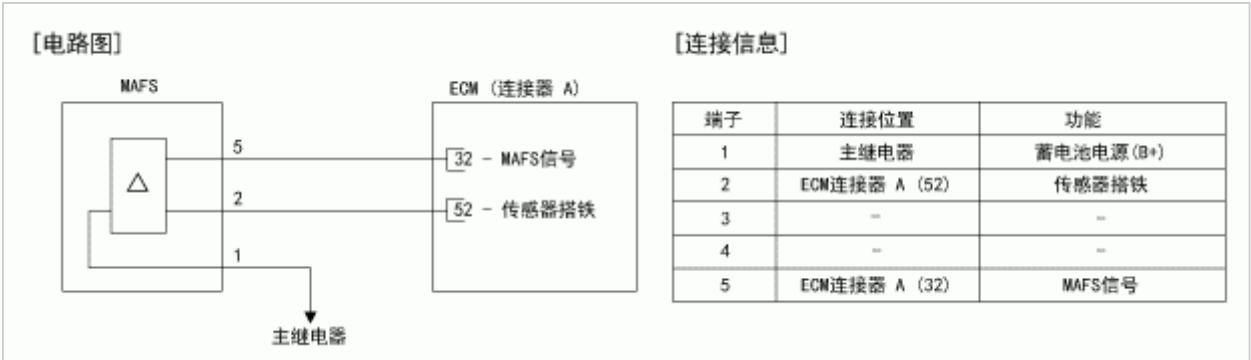 [电路图]
MAFS
ECM (连接器 A)
5
32 - MAFS信号
2
52 - 传感器搭铁
1
主继电器
[连接信息]
端子 连接位置 功能
1 主继电器 蓄电池电源(B+)
2 ECM连接器 A (52) 传感器搭铁
3 - -
4 - -
5 ECM连接器 A (32) MAFS信号